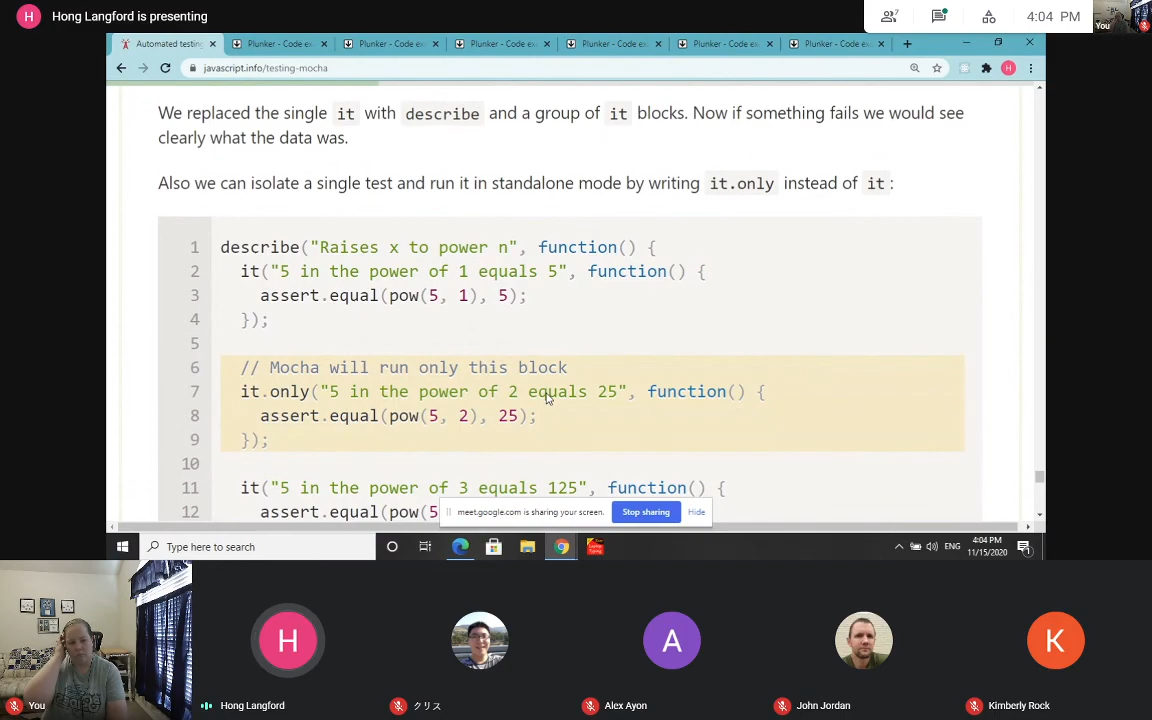 H Hong Langford is presenting
7
4:04 PM
You
Automated testing
Plunker - Code ex
Plunker - Code ex
Plunker - Code ex
Plunker - Code ex
Plunker - Code ex
Plunker - Code ex
javascript.info/testing-mocha
H
We replaced the single it with describe and a group of it blocks. Now if something fails we would see
clearly what the data was.
Also we can isolate a single test and run it in standalone mode by writing it.only instead of it:
1 describe("Raises x to power n", function() {
2 it("5 in the power of 1 equals 5", function() {
3 assert.equal(pow(5, 1), 5);
4 });
5
6 // Mocha will run only this block
7 it.only("5 in the power of 2 equals 25", function() {
8 assert.equal(pow(5, 2), 25);
9 });
10
11 it("5 in the power of 3 equals 125", function() {
12 assert.equal(pow(5
meet.google.com is sharing your screen.
Stop sharing
Hide
Type here to search
ENG
4:04 PM
11/15/2020
1
H
A
K
You
Hong Langford
クリス
Alex Ayon
John Jordan
Kimberly Rock